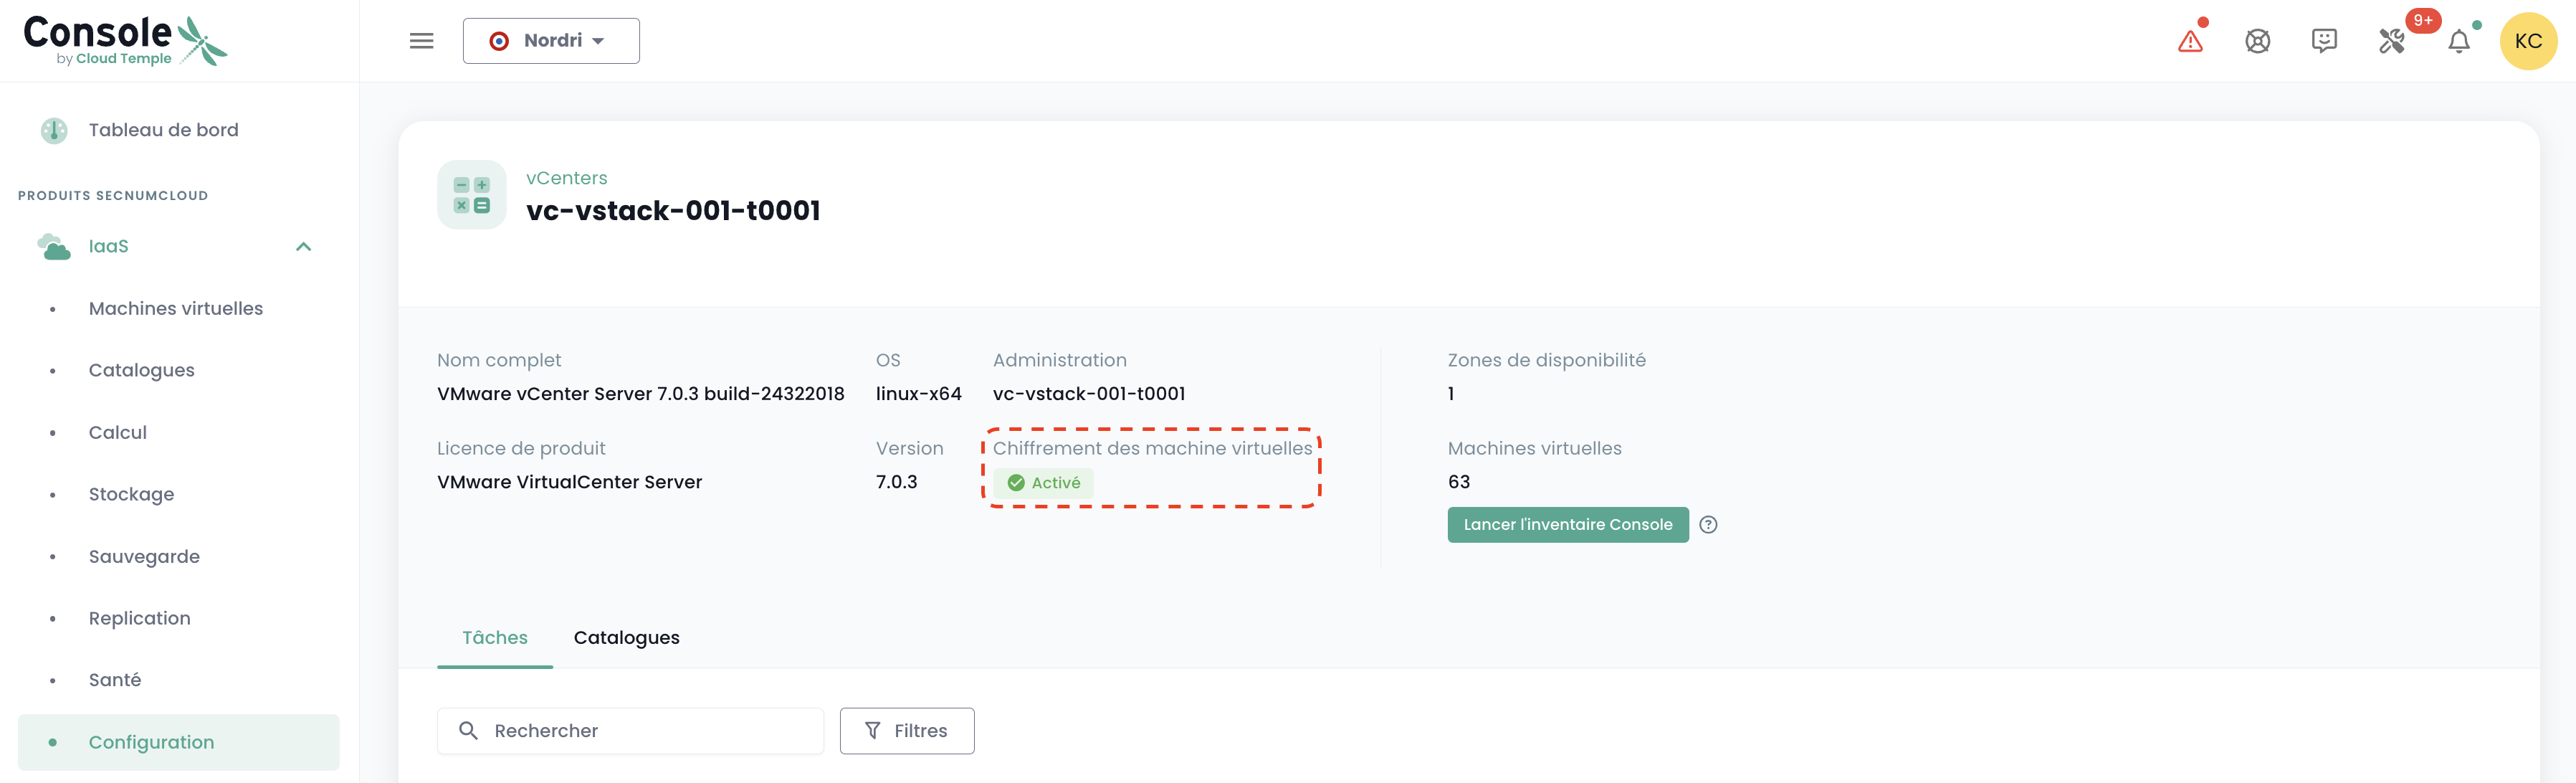 Console
by Cloud Temple
Nordri
9+
KC
Tableau de bord
PRODUITS SECNUMCLOUD
IaaS
Machines virtuelles
Catalogues
Calcul
Stockage
Sauvegarde
Replication
Santé
Configuration
vCenters
vc-vstack-001-t0001
Nom complet
VMware vCenter Server 7.0.3 build-24322018
OS
linux-x64
Administration
vc-vstack-001-t0001
Zones de disponibilité
1
Licence de produit
VMware VirtualCenter Server
Version
7.0.3
Chiffrement des machine virtuelles
Activé
Machines virtuelles
63
Lancer l'inventaire Console
Tâches
Catalogues
Rechercher
Filtres